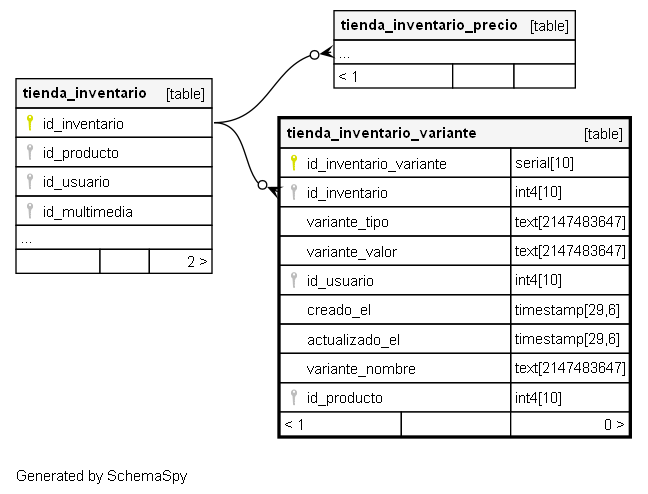 tienda_inventario_precio [table]
...
< 1
tienda_inventario [table]
id_inventario
id_producto
id_usuario
id_multimedia
...
2 >
tienda_inventario_variante [table]
id_inventario_variante serial[10]
id_inventario int4[10]
variante_tipo text[2147483647]
variante_valor text[2147483647]
id_usuario int4[10]
creado_el timestamp[29,6]
actualizado_el timestamp[29,6]
variante_nombre text[2147483647]
id_producto int4[10]
< 1 0 >
Generated by SchemaSpy